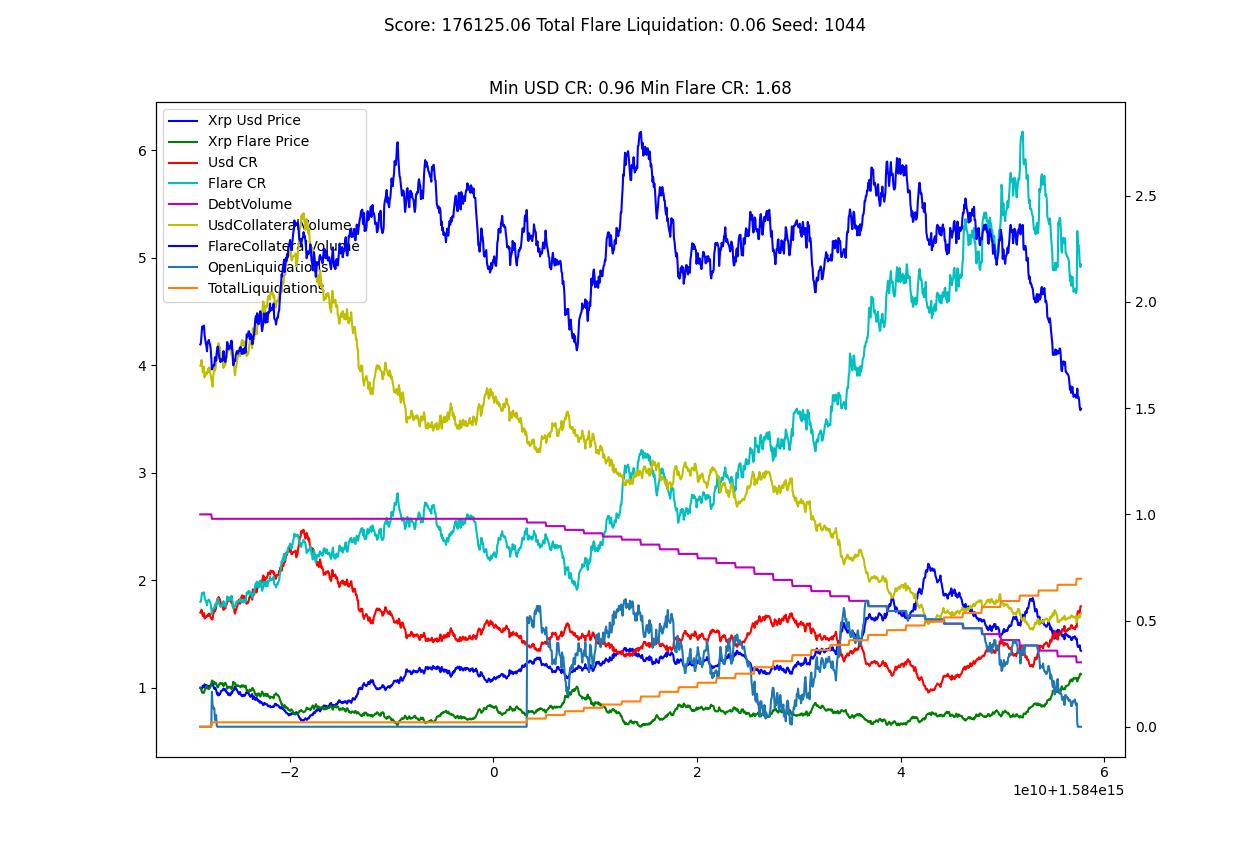 Score: 176125.06 Total Flare Liquidation: 0.06 Seed: 1044
Min USD CR: 0.96 Min Flare CR: 1.68
Xrp Usd Price
Xrp Flare Price
Usd CR
Flare CR
DebtVolume
UsdCollateralVolume
FlareCollateralVolume
OpenLiquidations
TotalLiquidations
6
5
4
3
2
1
2.5
2.0
1.5
1.0
0.5
0.0
−2
0
2
4
6
1e10+1.584e15